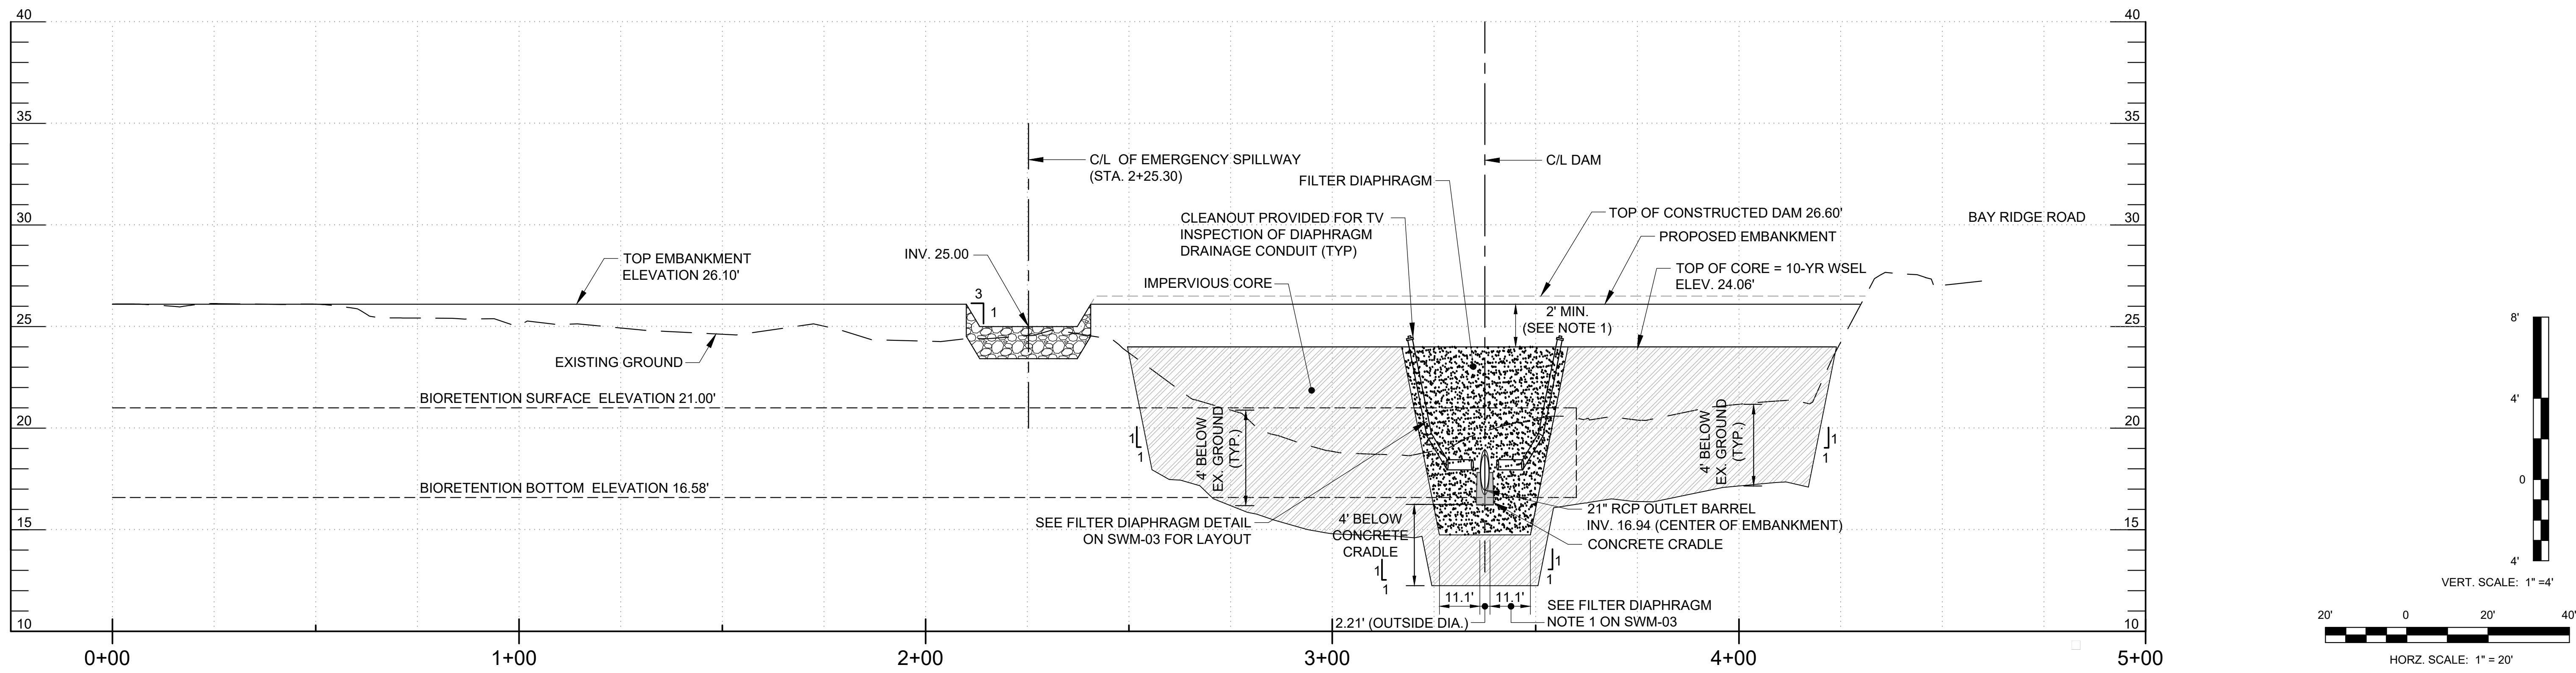 40
35
30
25
20
15
10
40
35
30
25
20
15
10
C/L OF EMERGENCY SPILLWAY
(STA. 2+25.30)
C/L DAM
FILTER DIAPHRAGM
CLEANOUT PROVIDED FOR TV
INSPECTION OF DIAPHRAGM
DRAINAGE CONDUIT (TYP)
TOP OF CONSTRUCTED DAM 26.60'
BAY RIDGE ROAD
PROPOSED EMBANKMENT
TOP EMBANKMENT
ELEVATION 26.10'
INV. 25.00
IMPERVIOUS CORE
TOP OF CORE = 10-YR WSEL
ELEV. 24.06'
3
1
2' MIN.
(SEE NOTE 1)
EXISTING GROUND
BIORETENTION SURFACE ELEVATION 21.00'
1
1
4' BELOW
EX. GROUND
(TYP.)
4' BELOW
EX. GROUND
(TYP.)
1
1
BIORETENTION BOTTOM ELEVATION 16.58'
SEE FILTER DIAPHRAGM DETAIL
ON SWM-03 FOR LAYOUT
4' BELOW
CONCRETE
CRADLE
21" RCP OUTLET BARREL
INV. 16.94 (CENTER OF EMBANKMENT)
CONCRETE CRADLE
1
1
1
1
11.1'
11.1'
2.21' (OUTSIDE DIA.)
SEE FILTER DIAPHRAGM
NOTE 1 ON SWM-03
0+00
1+00
2+00
3+00
4+00
5+00
8'
4'
0
4'
VERT. SCALE: 1" =4'
20'
0
20'
40'
HORZ. SCALE: 1" = 20'